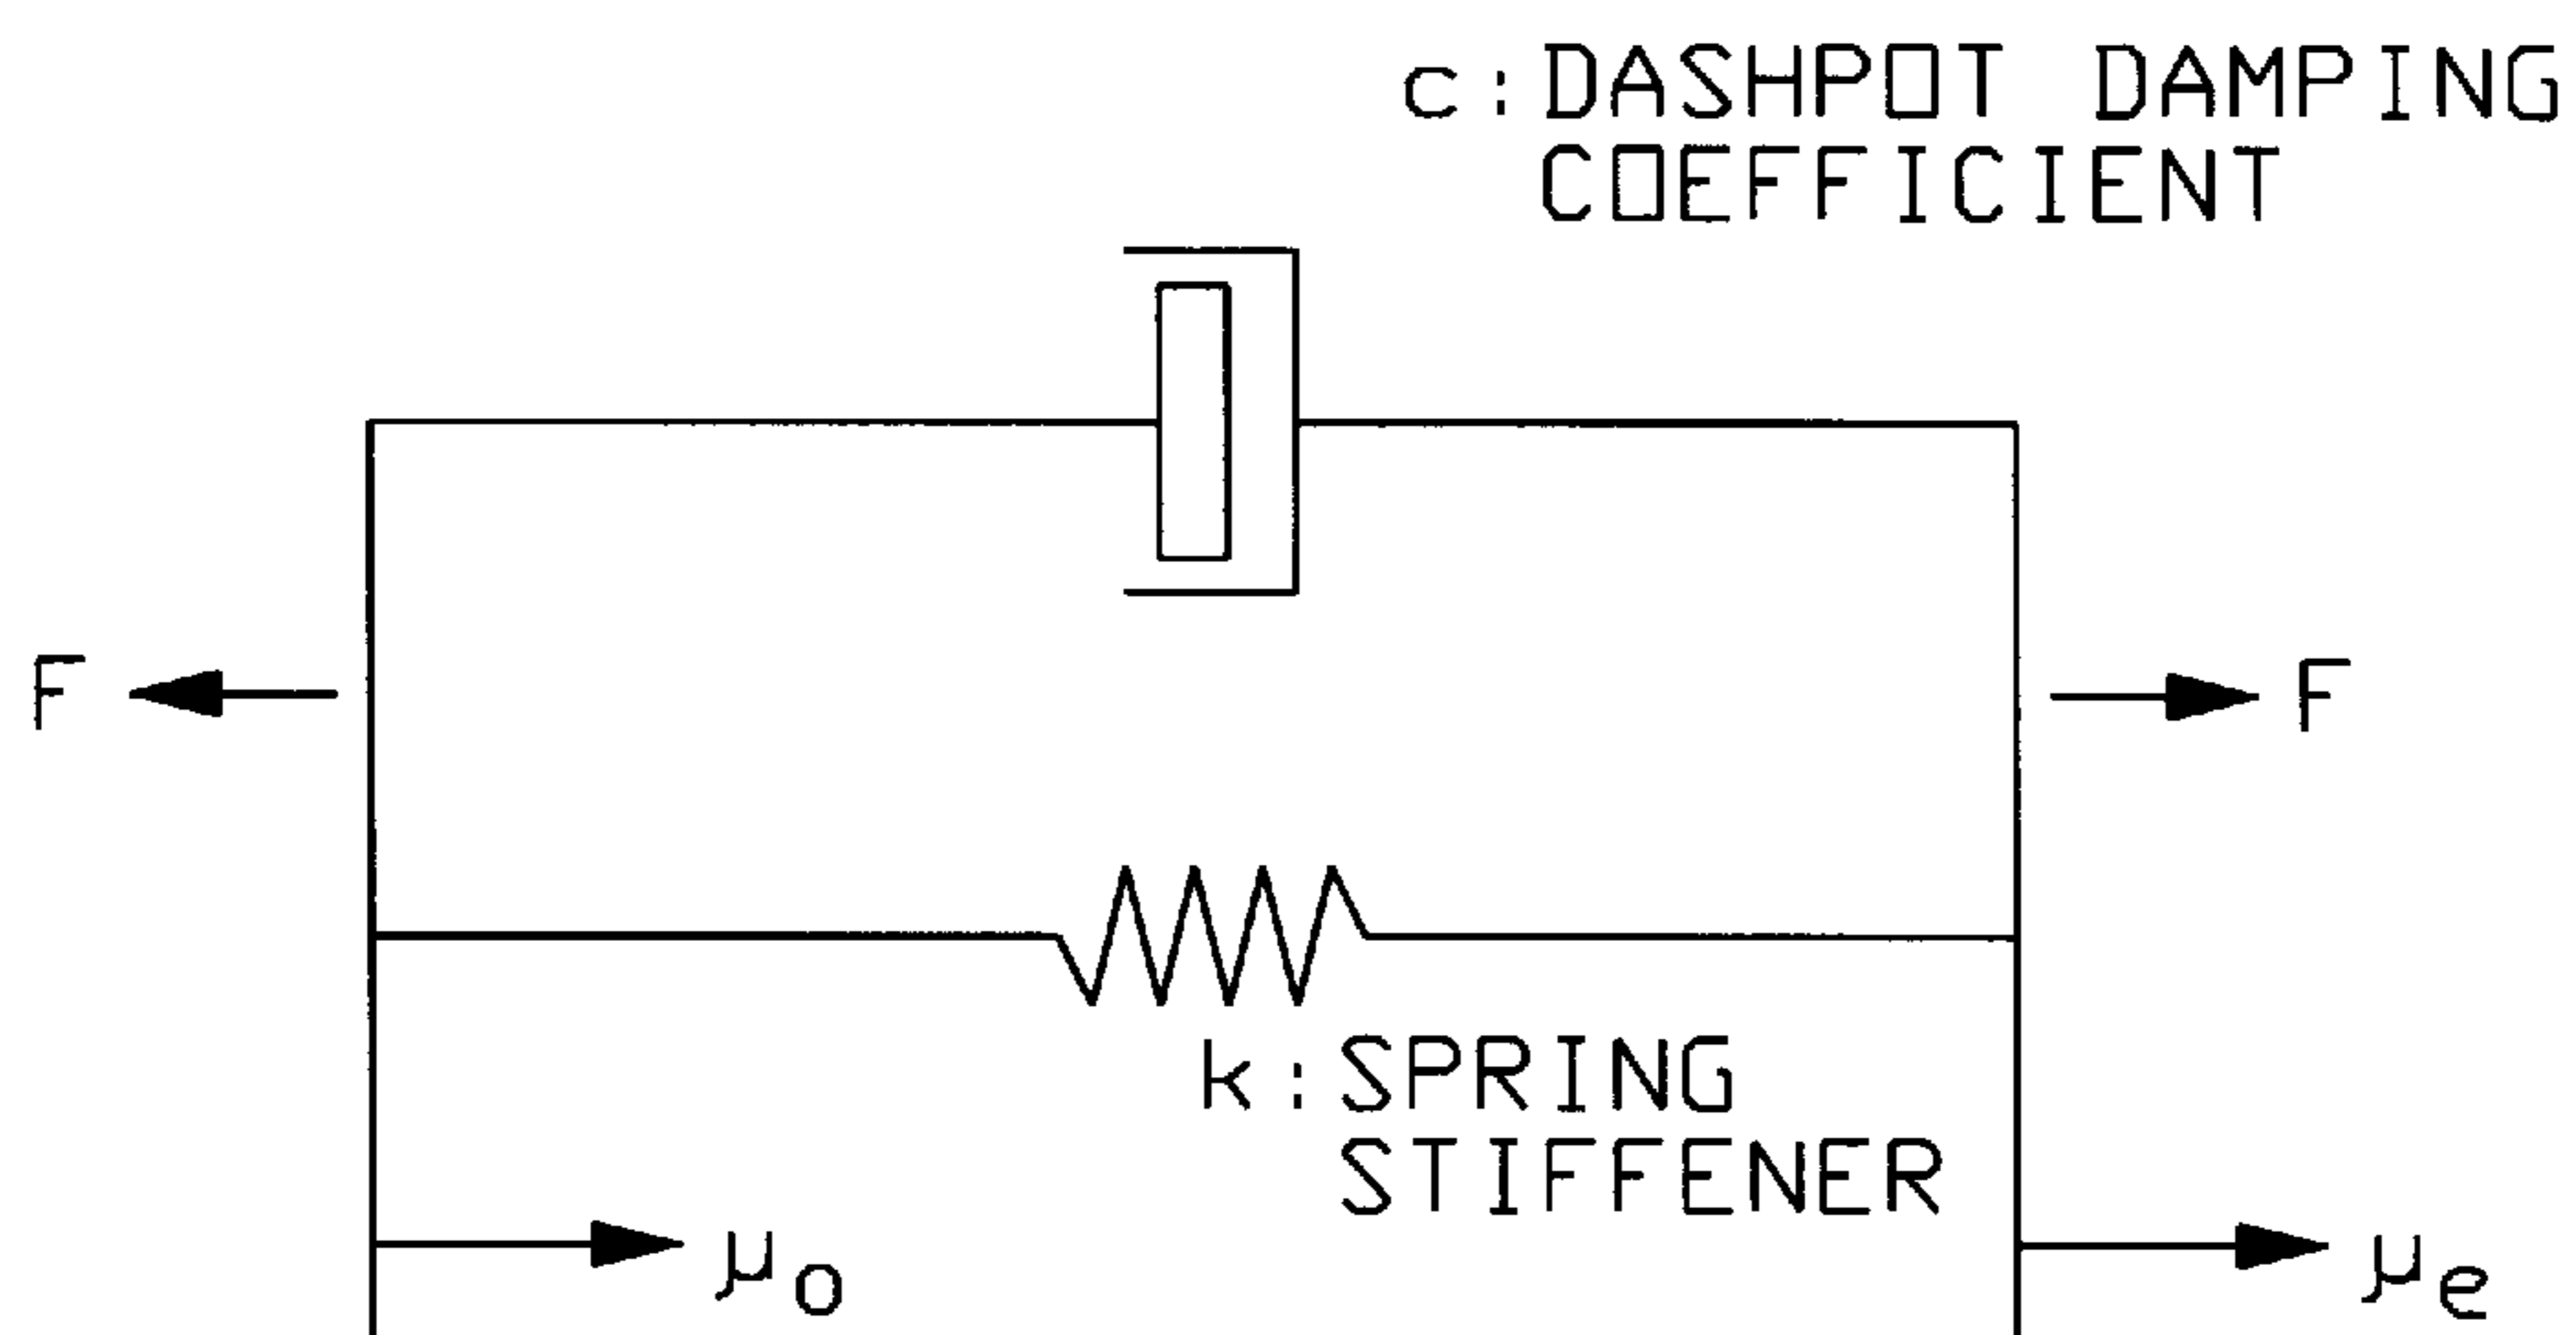 c:DASHPOT DAMPING
COEFFICIENT
F
F
k:SPRING
STIFFENER
μo
μe